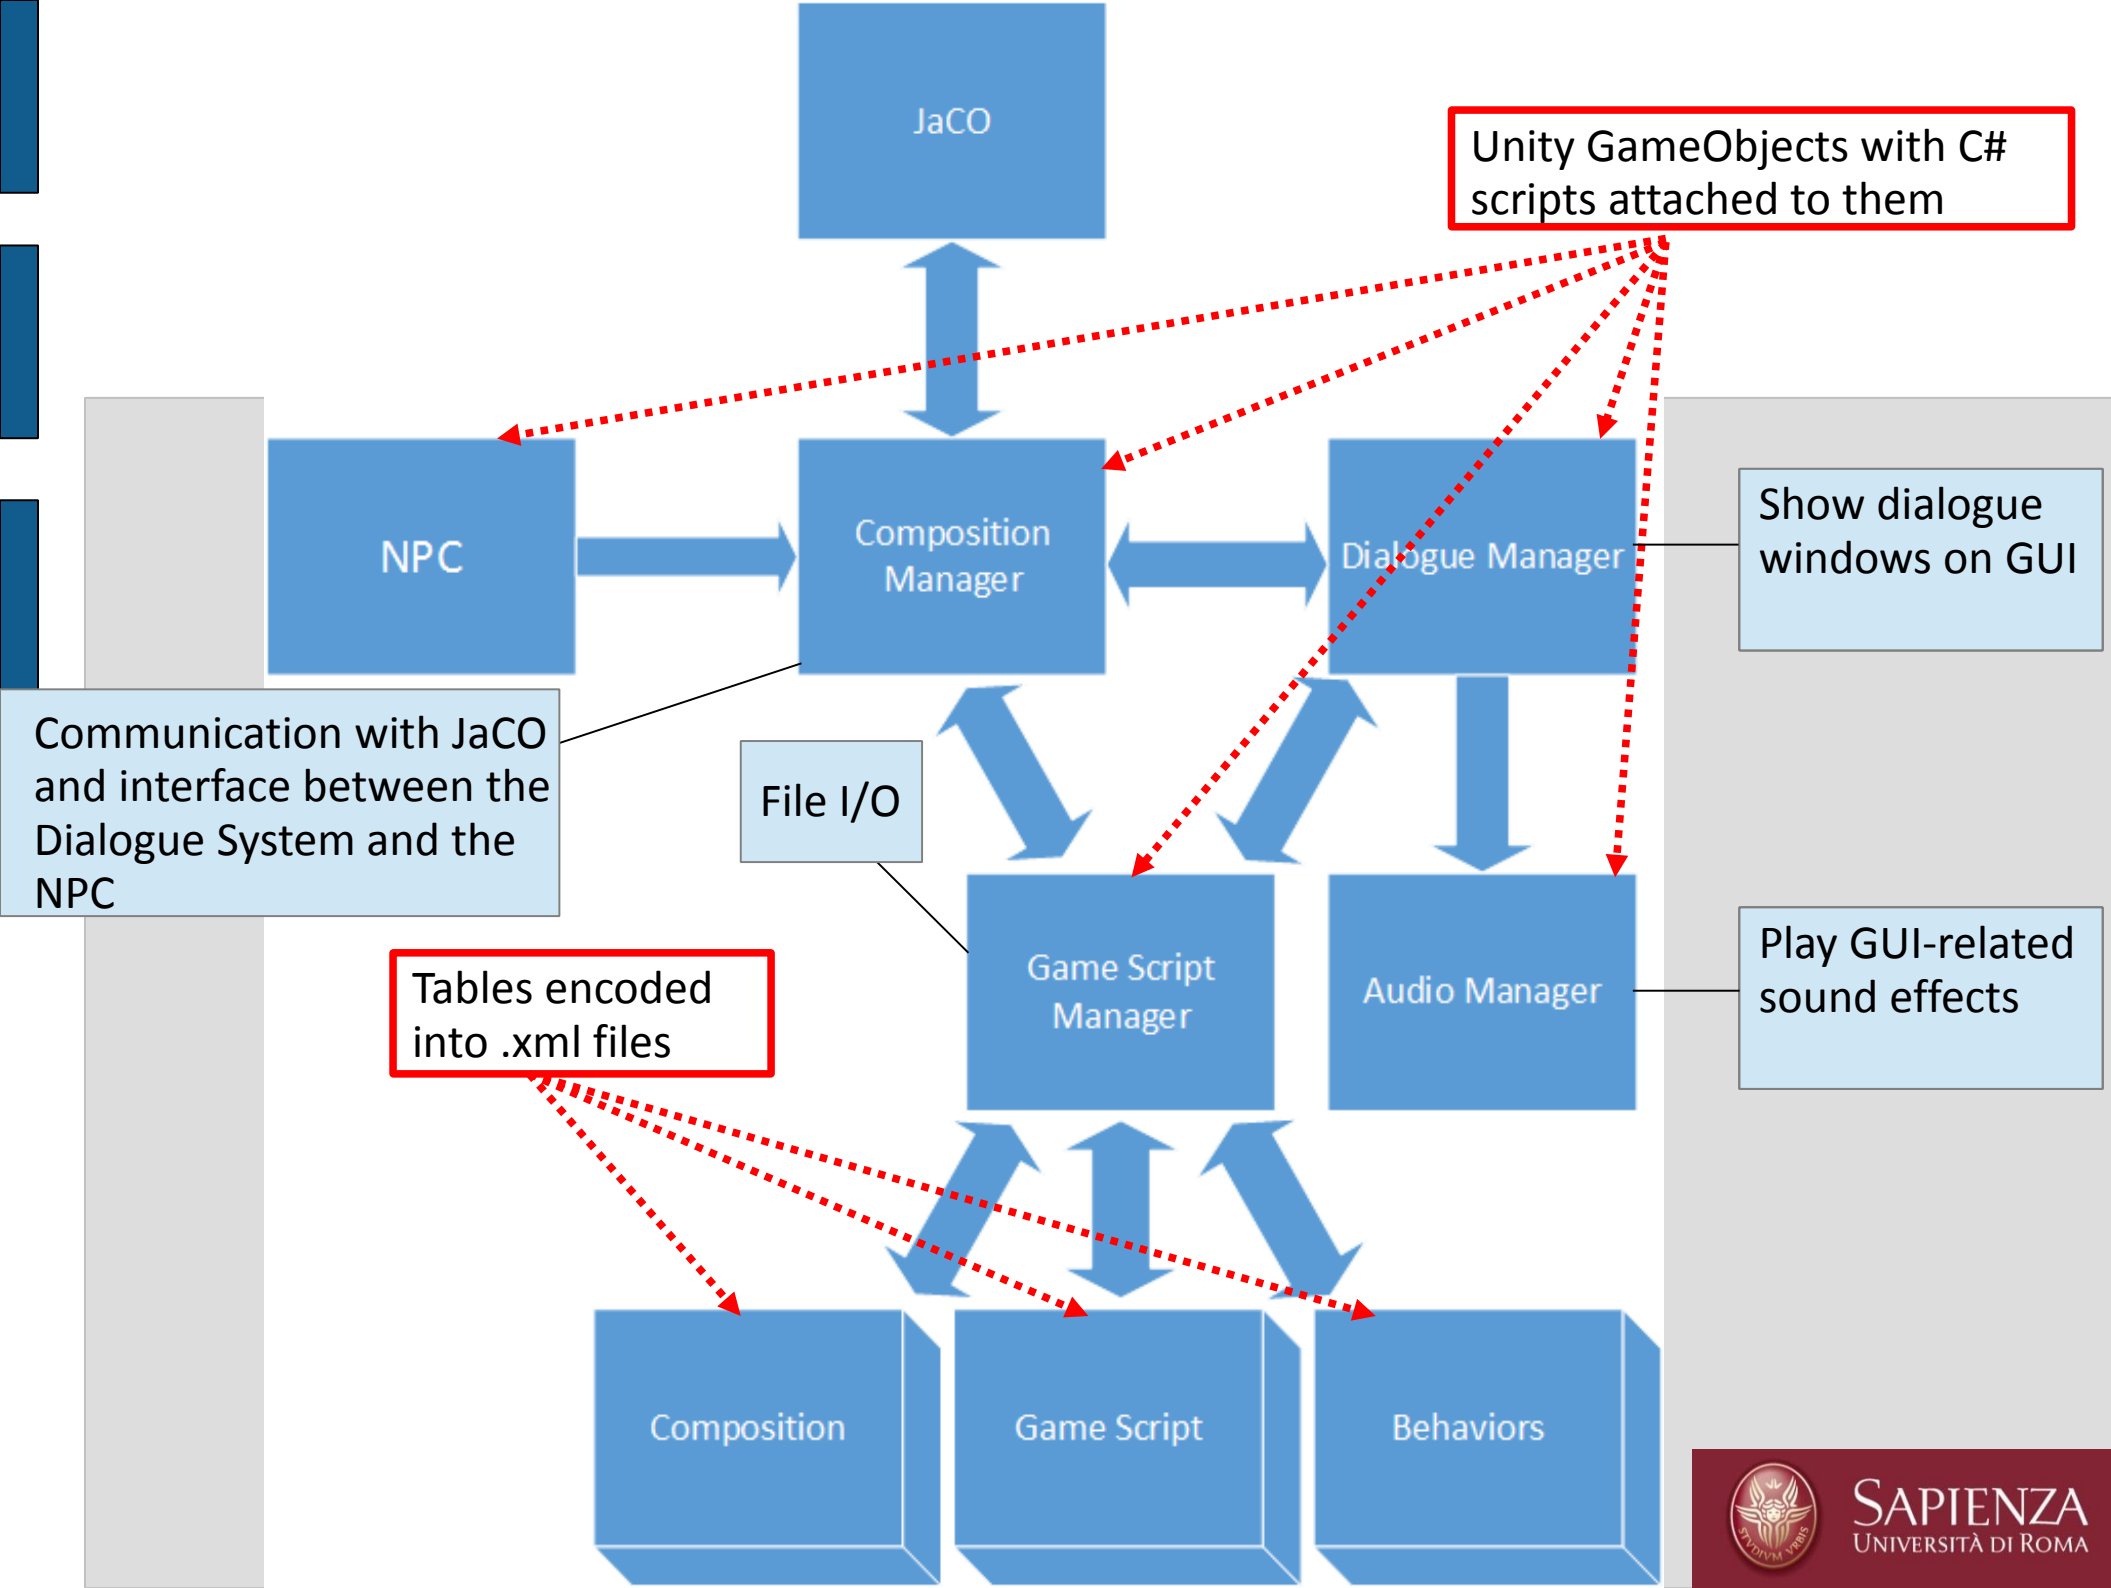 JaCO
Unity GameObjects with C#
scripts attached to them
NPC
Composition
Manager
Dialogue Manager
Show dialogue
windows on GUI
Communication with JaCO
and interface between the
Dialogue System and the
NPC
File I/O
Game Script
Manager
Audio Manager
Play GUI-related
sound effects
Tables encoded
into .xml files
Composition
Game Script
Behaviors
STVDIVM VRBIS
SAPIENZA
UNIVERSITÀ DI ROMA